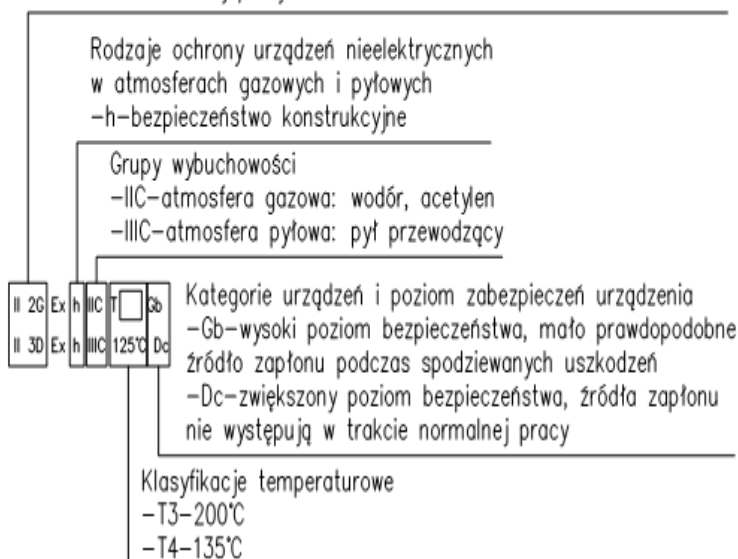 Rodzaje ochrony urządzeń nieelektrycznych
w atmosferach gazowych i pyłowych
-h-bezpieczeństwo konstrukcyjne
Grupy wybuchowości
-IIC-atmosfera gazowa: wodór, acetylen
-IIIC-atmosfera pyłowa: pył przewodzący
II 2G Ex h IIC T Gb
II 3D Ex h IIIC 125°C Dc
Kategorie urządzeń i poziom zabezpieczeń urządzenia
-Gb-wysoki poziom bezpieczeństwa, mało prawdopodobne
źródło zapłonu podczas spodziewanych uszkodzeń
-Dc-zwiększony poziom bezpieczeństwa, źródła zapłonu
nie występują w trakcie normalnej pracy
Klasyfikacje temperaturowe
-T3-200°C
-T4-135°C